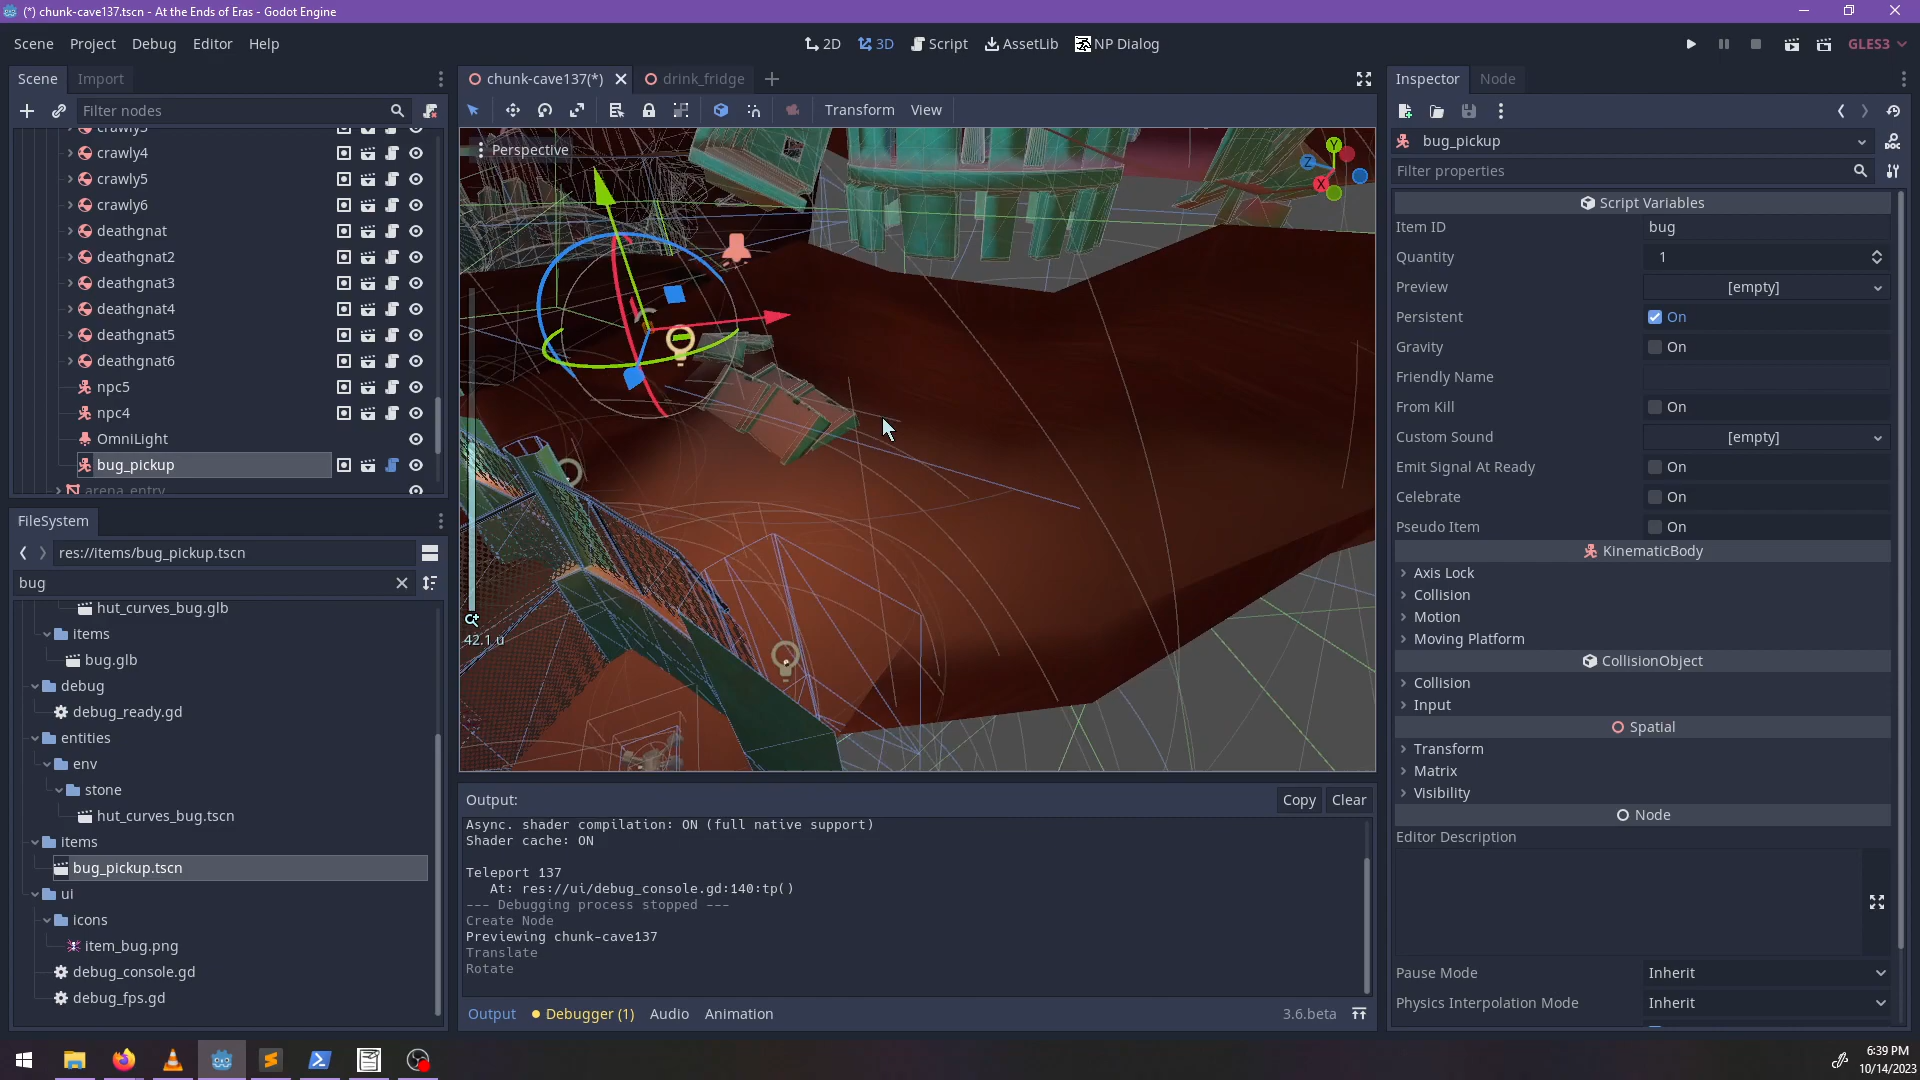 (*) chunk-cave137.tscn - At the Ends of Eras - Godot Engine
Scene Project Debug Editor Help
2D 3D Script AssetLib NP Dialog
GLES3
Scene Import
Filter nodes
crawly3
crawly4
crawly5
crawly6
deathgnat
deathgnat2
deathgnat3
deathgnat4
deathgnat5
deathgnat6
npc5
npc4
OmniLight
bug_pickup
arena_entry
FileSystem
res://items/bug_pickup.tscn
bug
hut_curves_bug.glb
items
bug.glb
debug
debug_ready.gd
entities
env
stone
hut_curves_bug.tscn
items
bug_pickup.tscn
ui
icons
item_bug.png
debug_console.gd
debug_fps.gd
chunk-cave137(*) drink_fridge
Transform View
Perspective
Y
Z
X
42.1 u
Output:
Copy Clear
Async. shader compilation: ON (full native support)
Shader cache: ON
Teleport 137
At: res://ui/debug_console.gd:140:tp()
--- Debugging process stopped ---
Create Node
Previewing chunk-cave137
Translate
Rotate
Output Debugger (1) Audio Animation 3.6.beta
Inspector Node
bug_pickup
Filter properties
Script Variables
Item ID bug
Quantity 1
Preview [empty]
Persistent On
Gravity On
Friendly Name
From Kill On
Custom Sound [empty]
Emit Signal At Ready On
Celebrate On
Pseudo Item On
KinematicBody
Axis Lock
Collision
Motion
Moving Platform
CollisionObject
Collision
Input
Spatial
Transform
Matrix
Visibility
Node
Editor Description
Pause Mode Inherit
Physics Interpolation Mode Inherit
6:39 PM
10/14/2023